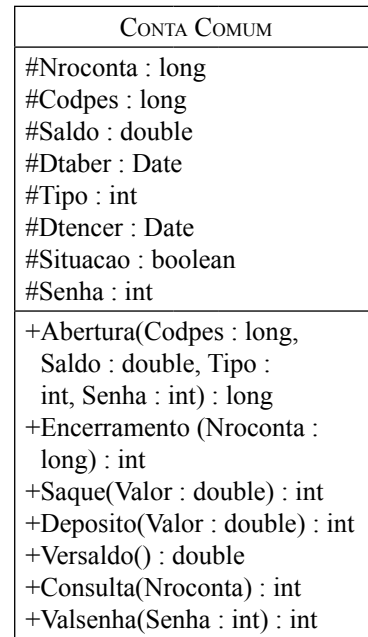 Conta Comum
#Nroconta : long
#Codpes : long
#Saldo : double
#Dtaber : Date
#Tipo : int
#Dtencer : Date
#Situacao : boolean
#Senha : int
+Abertura(Codpes : long,
Saldo : double, Tipo :
int, Senha : int) : long
+Encerramento (Nroconta :
long) : int
+Saque(Valor : double) : int
+Deposito(Valor : double) : int
+Versaldo() : double
+Consulta(Nroconta) : int
+Valsenha(Senha : int) : int